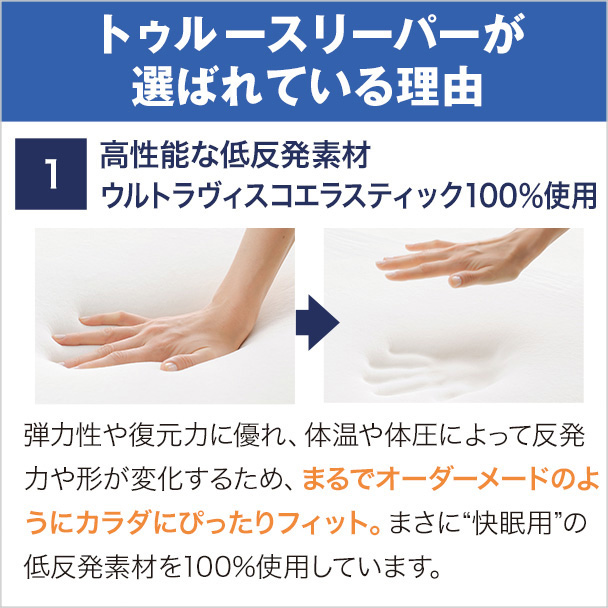 トゥルースリーパーが
選ばれている理由
1
高性能な低反発素材
ウルトラヴィスコエラスティック100%使用
弾力性や復元力に優れ、体温や体圧によって反発
力や形が変化するため、まるでオーダーメードのよ
うにカラダにぴったりフィット。まさに“快眠用”の
低反発素材を100%使用しています。